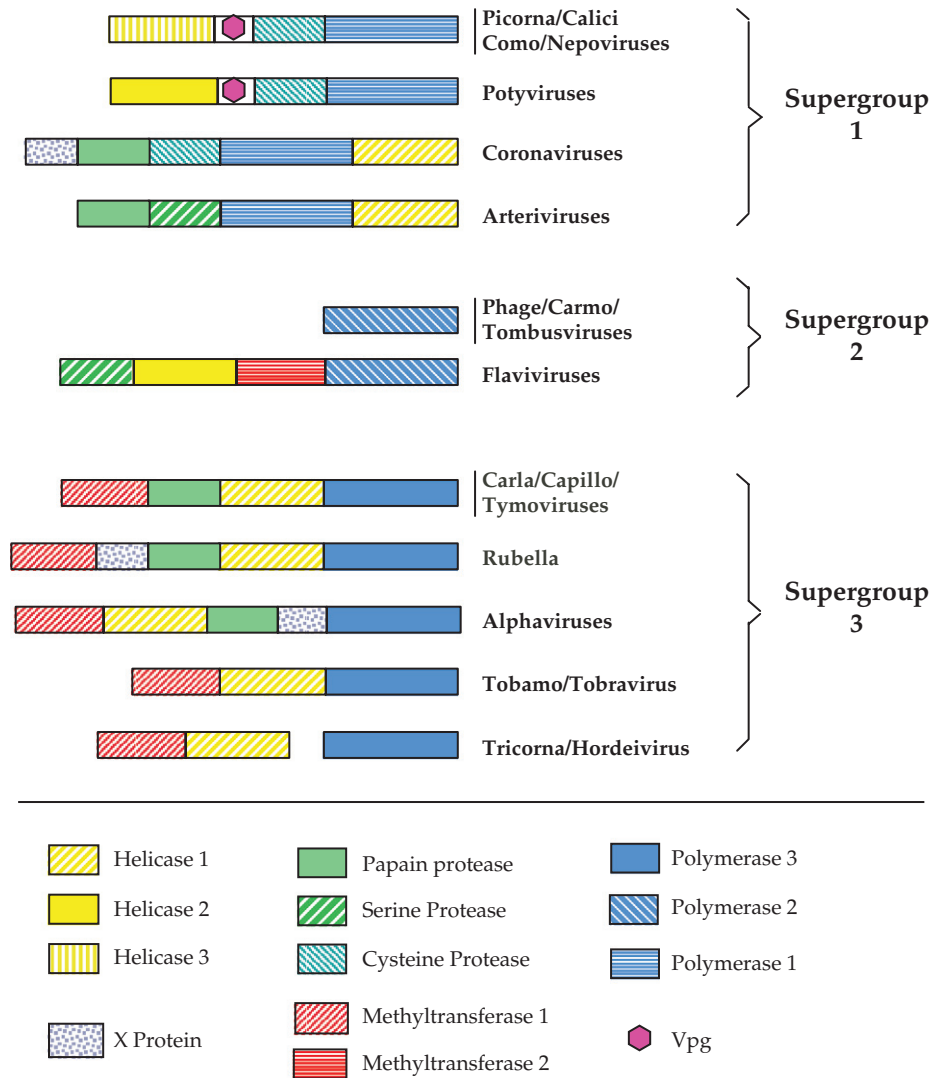 Picorna/Calici
Como/Nepoviruses
Potyviruses
Coronaviruses
Arteriviruses
Supergroup
1
Phage/Carmo/
Tombusviruses
Flaviviruses
Supergroup
2
Carla/Capillo/
Tymoviruses
Rubella
Alphaviruses
Tobamo/Tobravirus
Tricorna/Hordeivirus
Supergroup
3
Helicase 1
Helicase 2
Helicase 3
X Protein
Papain protease
Serine Protease
Cysteine Protease
Methyltransferase 1
Methyltransferase 2
Polymerase 3
Polymerase 2
Polymerase 1
Vpg